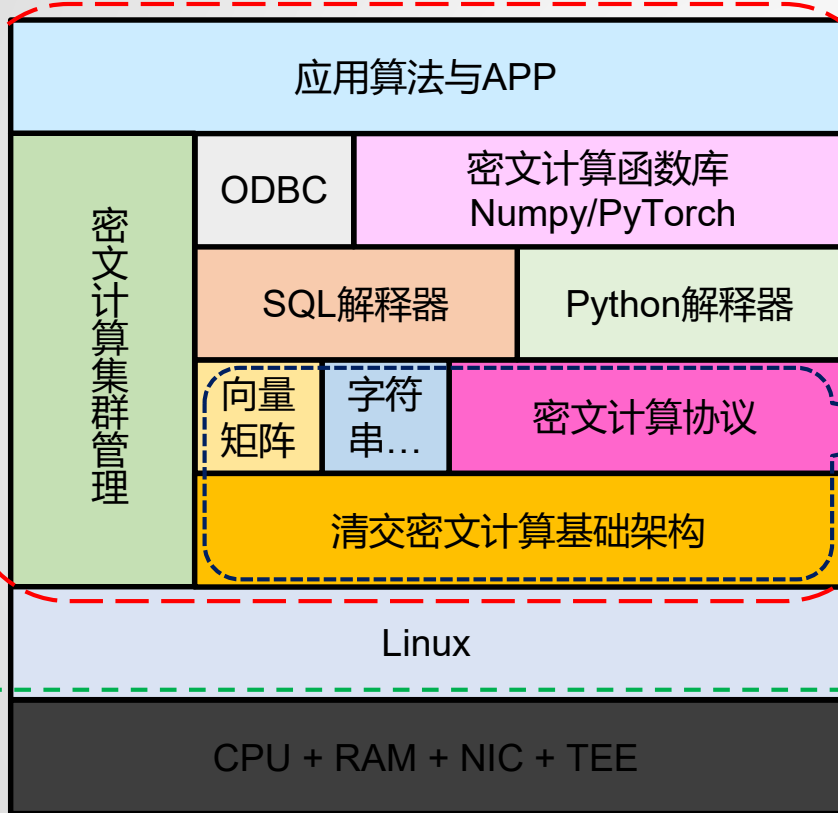 应用算法与APP
密文计算集群管理
ODBC
密文计算函数库
Numpy/PyTorch
SQL解释器
Python解释器
向量
矩阵
字符
串…
密文计算协议
清交密文计算基础架构
Linux
CPU + RAM + NIC + TEE